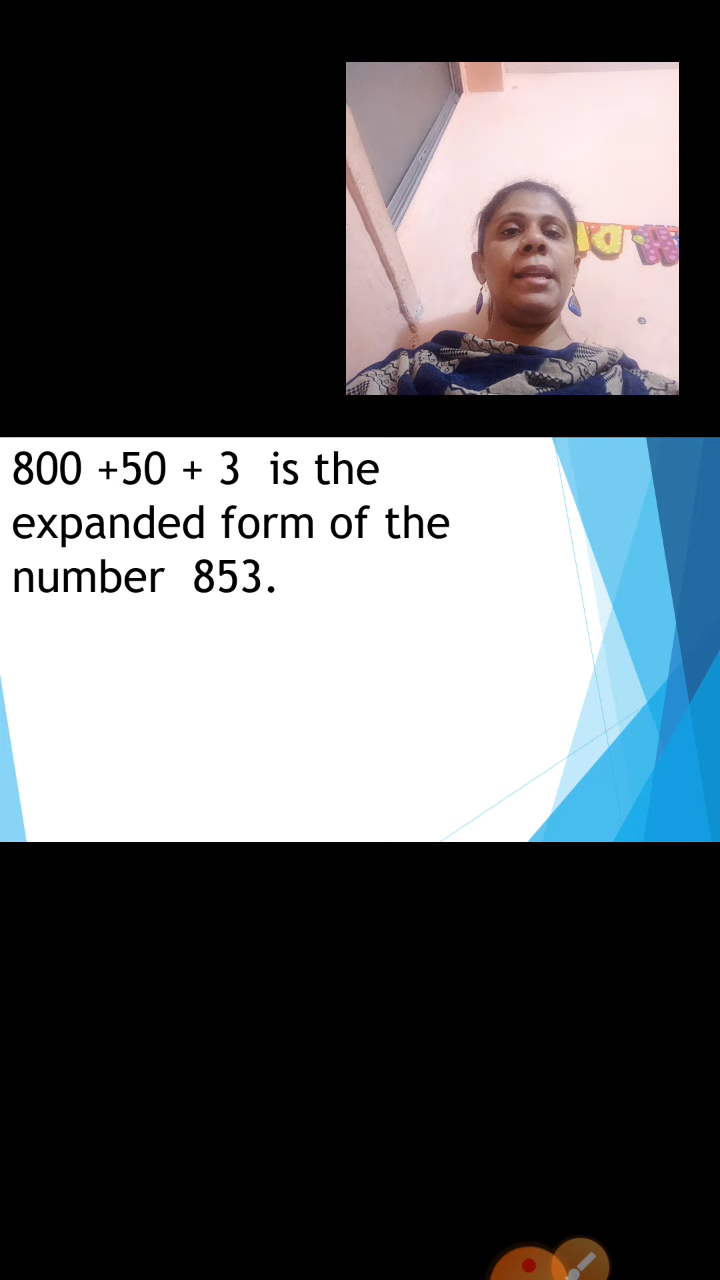 800 +50 + 3  is the
expanded form of the
number  853.